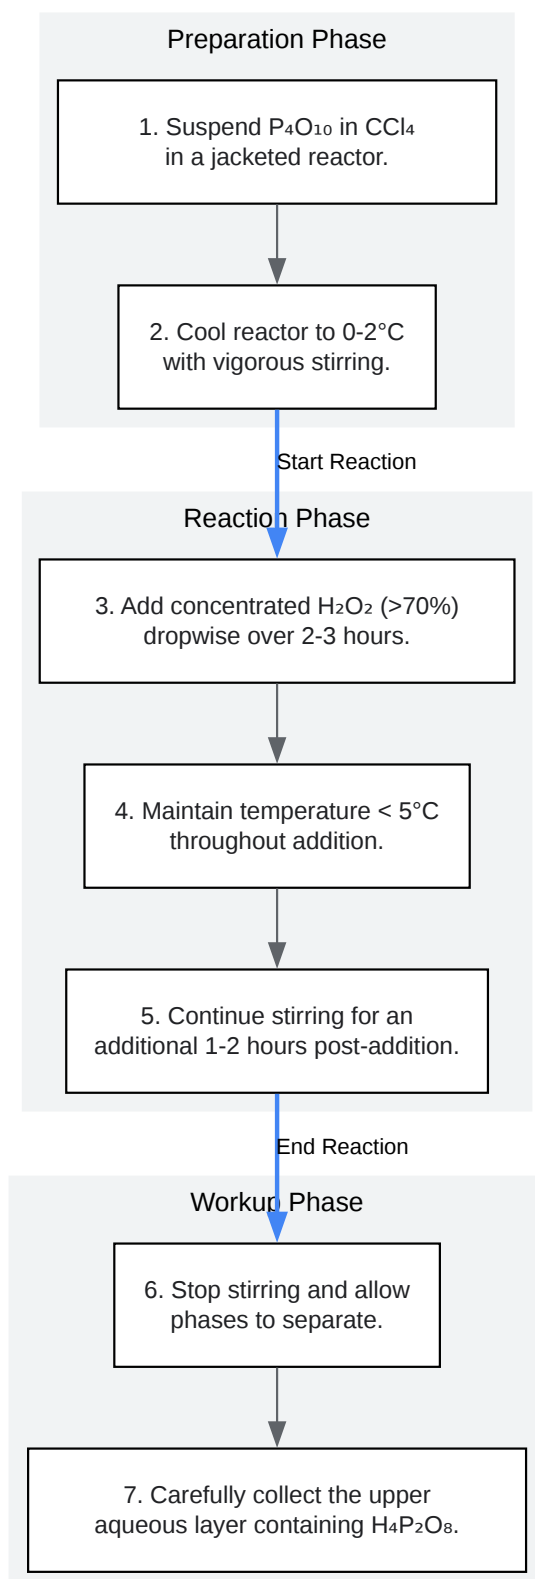 Preparation Phase
1. Suspend P₄O₁₀ in CCl₄
in a jacketed reactor.
2. Cool reactor to 0-2°C
with vigorous stirring.
Start Reaction
Reaction Phase
3. Add concentrated H₂O₂ (>70%)
dropwise over 2-3 hours.
4. Maintain temperature < 5°C
throughout addition.
5. Continue stirring for an
additional 1-2 hours post-addition.
End Reaction
Workup Phase
6. Stop stirring and allow
phases to separate.
7. Carefully collect the upper
aqueous layer containing H₄P₂O₈.